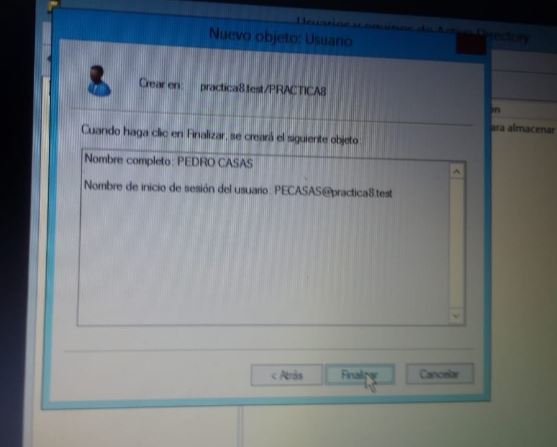 Usuarios y equipos de Active Directory
Nuevo objeto: Usuario
Crear en: practica8.test/PRACTICA8
Cuando haga clic en Finalizar, se creará el siguiente objeto:
Nombre completo: PEDRO CASAS
Nombre de inicio de sesión del usuario: PECASAS@practica8.test
< Atrás
Finalizar
Cancelar
ón
ara almacenar